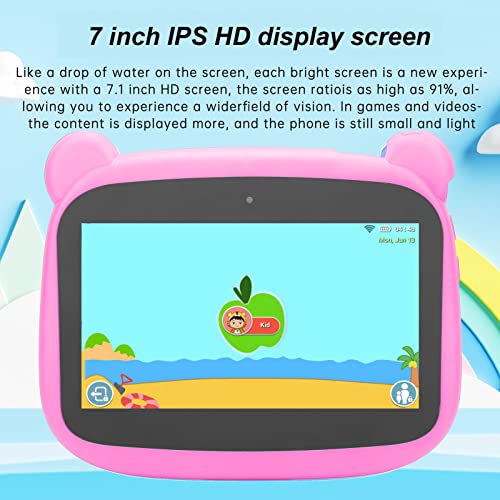 7 inch IPS HD display screen
Like a drop of water on the screen, each bright screen is a new experi-
ence with a 7.1 inch HD screen, the screen ratiois as high as 91%, al-
lowing you to experience a widerfield of vision. In games and videos-
the content is displayed more, and the phone is still small and light
04:48
Mon, Jun 13
Kid